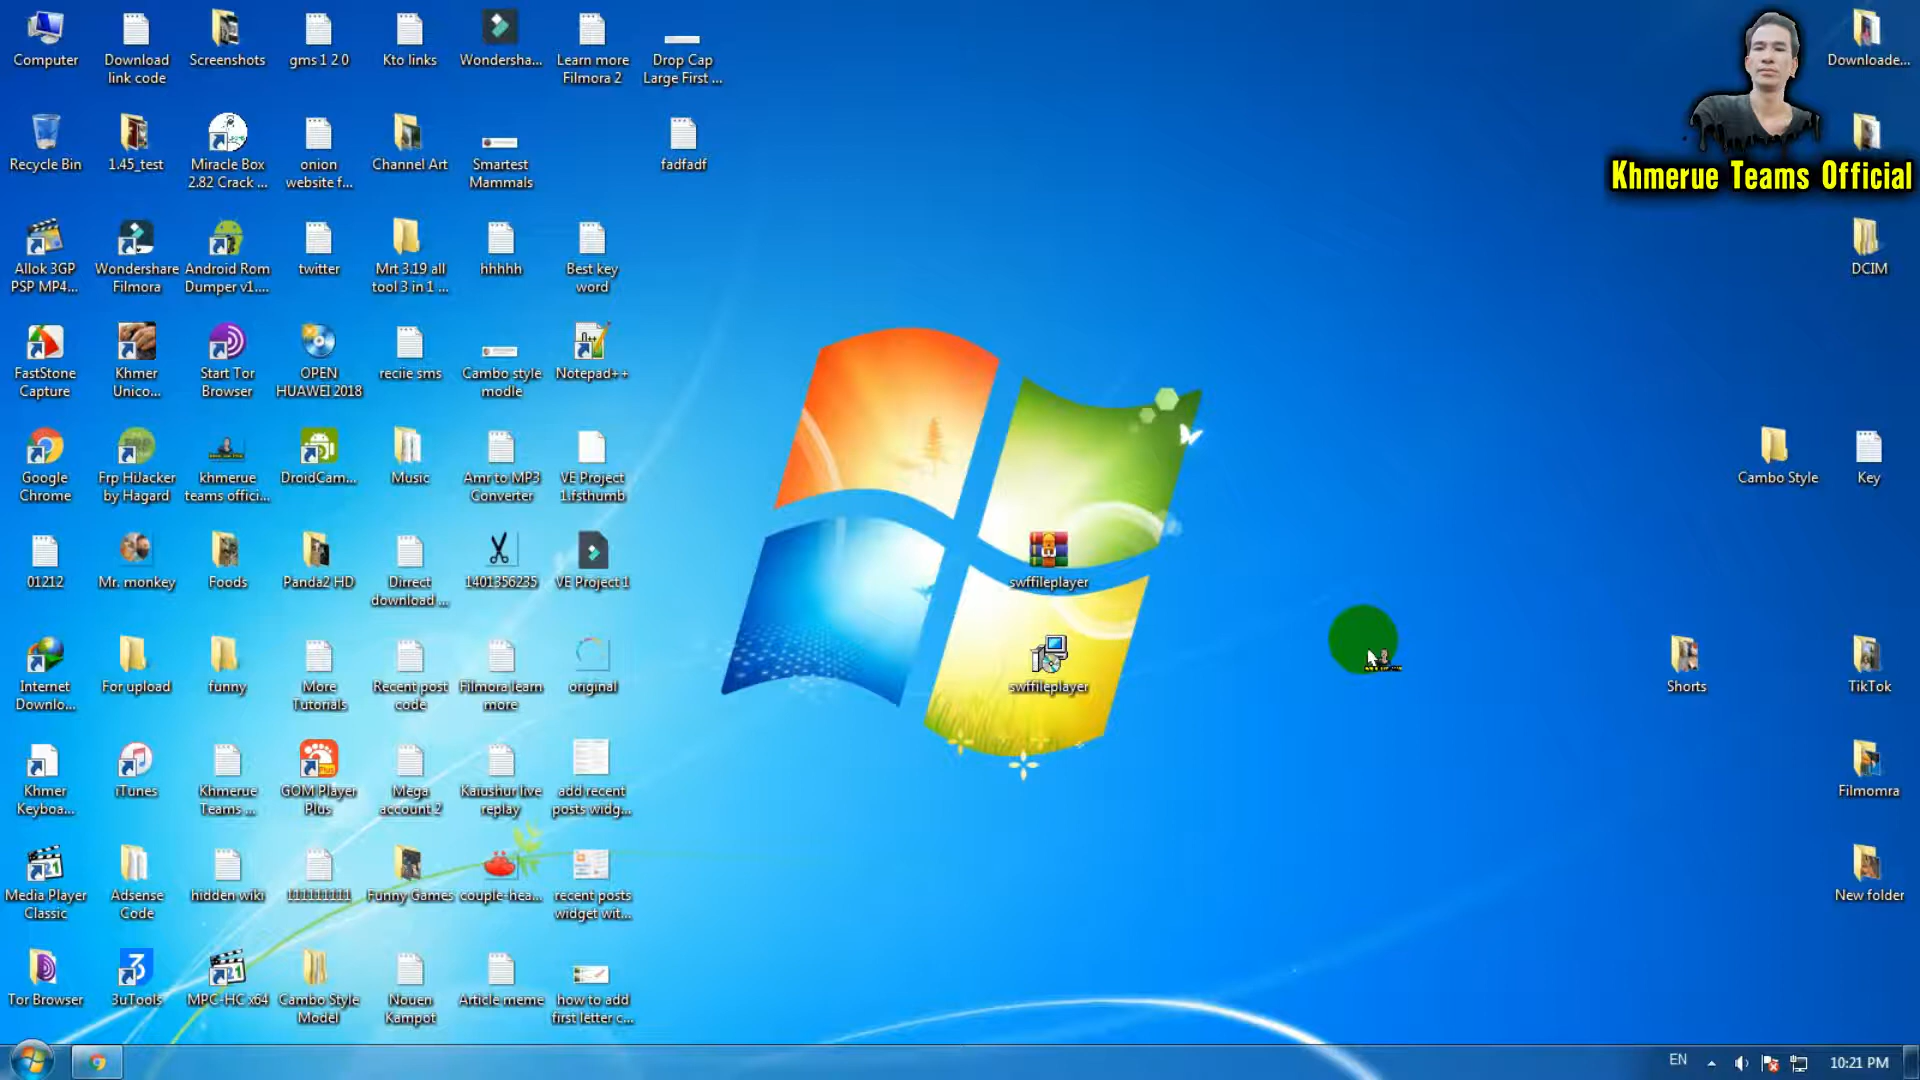 Computer
Download
link code
Screenshots
gms 1 2 0
Kto links
Wondersha...
Learn more
Filmora 2
Drop Cap
Large First ...
Downloade...
Recycle Bin
1.45_test
Miracle Box
2.82 Crack ...
onion
website f...
Channel Art
Smartest
Mammals
fadfadf
Khmerue Teams Official
Allok 3GP
PSP MP4...
Wondershare
Filmora
Android Rom
Dumper v1....
twitter
Mrt 3.19 all
tool 3 in 1 ...
hhhhh
Best key
word
DCIM
FastStone
Capture
Khmer
Unico...
Start Tor
Browser
OPEN
HUAWEI 2018
reciie sms
Cambo style
modle
Notepad++
Google
Chrome
Frp HiJacker
by Hagard
khmerue
teams offici...
DroidCam...
Music
Amr to MP3
Converter
VE Project
1.fsthumb
Cambo Style
Key
01212
Mr. monkey
Foods
Panda2 HD
Dirrect
download ...
1401356235
VE Project 1
swffileplayer
Internet
Downlo...
For upload
funny
More
Tutorials
Recent post
code
Filmora learn
more
original
swffileplayer
Shorts
TikTok
Khmer
Keyboa...
iTunes
Khmerue
Teams ...
GOM Player
Plus
Mega
account 2
Kaiushur live
replay
add recent
posts widg...
Filmomra
Media Player
Classic
Adsense
Code
hidden wiki
111111111
Funny Games
couple-hea...
recent posts
widget wit...
New folder
Tor Browser
3uTools
MPC-HC x64
Cambo Style
Model
Nouen
Kampot
Article meme
how to add
first letter c...
EN
10:21 PM